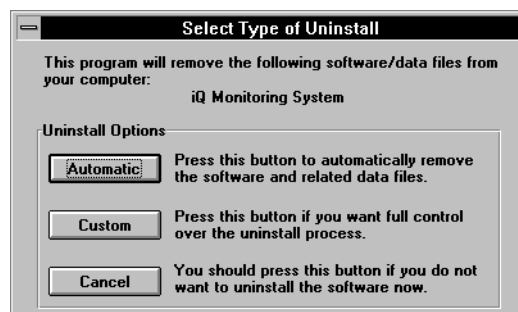 Select Type of Uninstall
This program will remove the following software/data files from
your computer:
iQ Monitoring System
Uninstall Options
Automatic
Press this button to automatically remove
the software and related data files.
Custom
Press this button if you want full control
over the uninstall process.
Cancel
You should press this button if you do not
want to uninstall the software now.